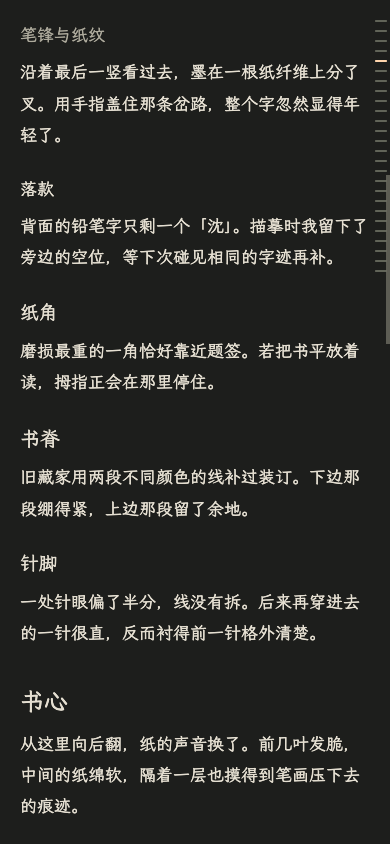 笔锋与纸纹
沿着最后一竖看过去，墨在一根纸纤维上分了
叉。用手指盖住那条岔路，整个字忽然显得年
轻了。
落款
背面的铅笔字只剩一个「沈」。描摹时我留下了
旁边的空位，等下次碰见相同的字迹再补。
纸角
磨损最重的一角恰好靠近题签。若把书平放着
读，拇指正会在那里停住。
书脊
旧藏家用两段不同颜色的线补过装订。下边那
段绷得紧，上边那段留了余地。
针脚
一处针眼偏了半分，线没有拆。后来再穿进去
的一针很直，反而衬得前一针格外清楚。
书心
从这里向后翻，纸的声音换了。前几叶发脆，
中间的纸绵软，隔着一层也摸得到笔画压下去
的痕迹。